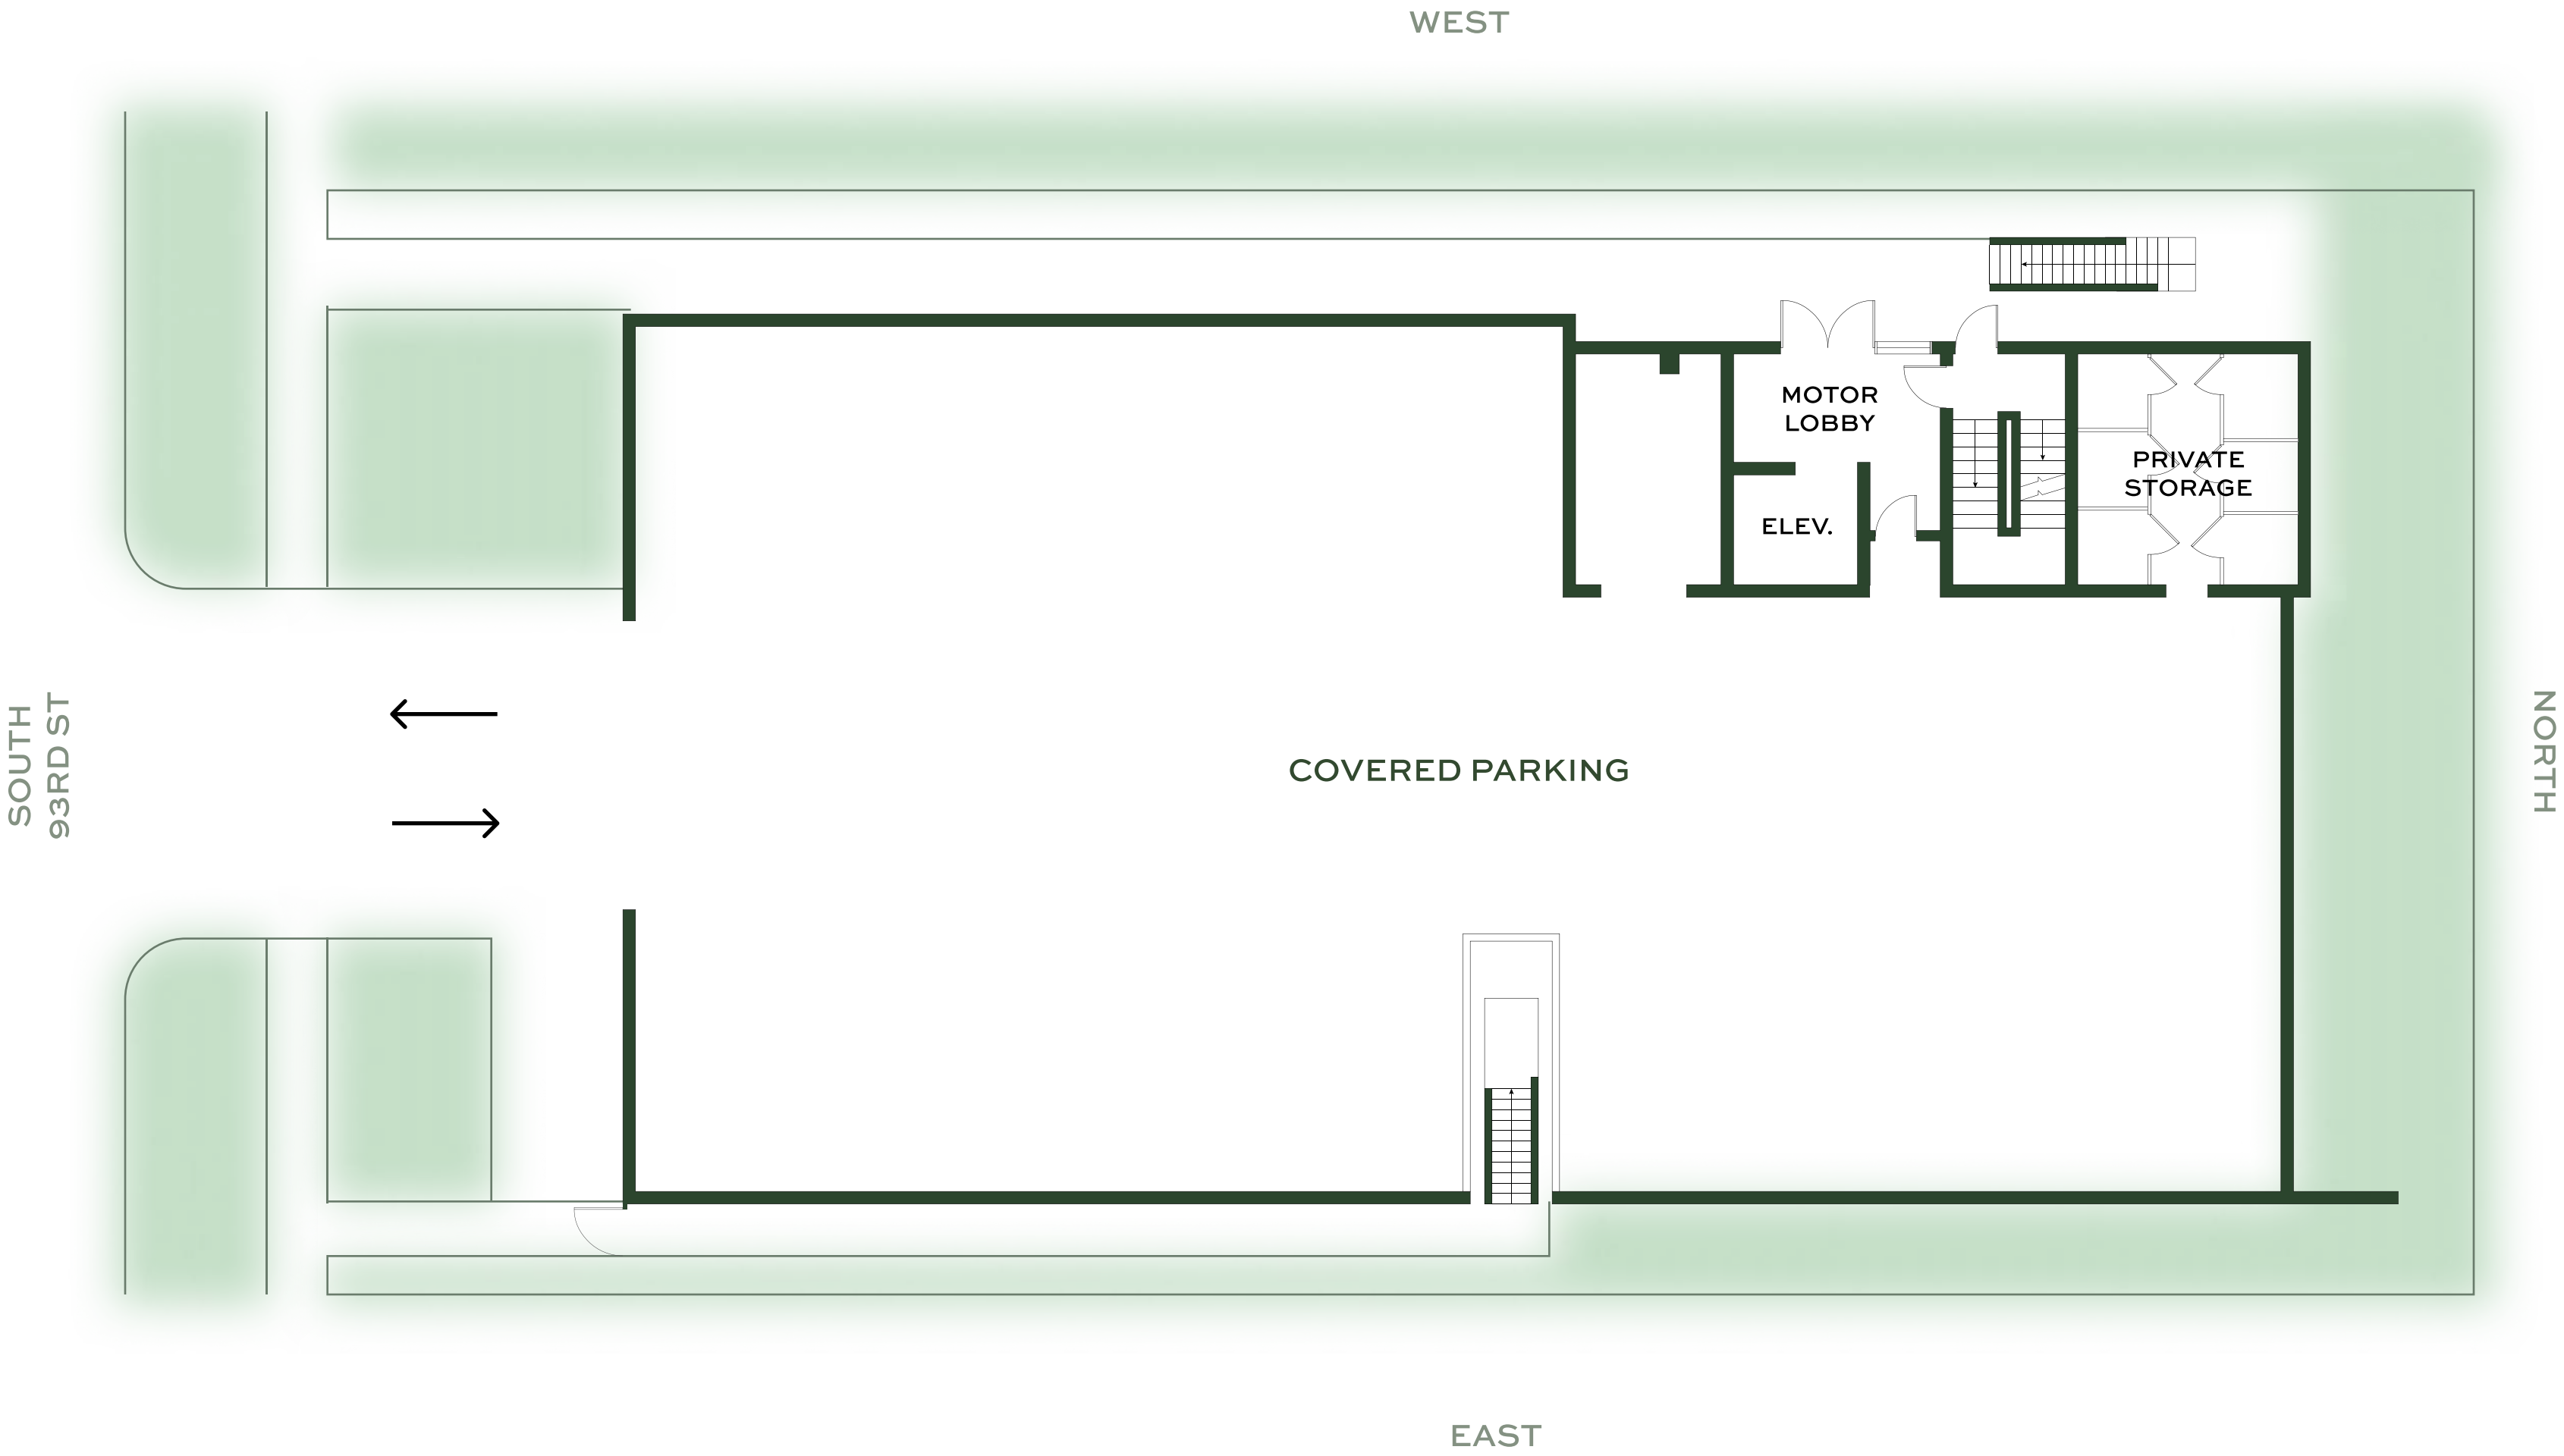 WEST
MOTOR
LOBBY
PRIVATE
STORAGE
ELEV.
SOUTH
93RD ST
COVERED PARKING
NORTH
EAST